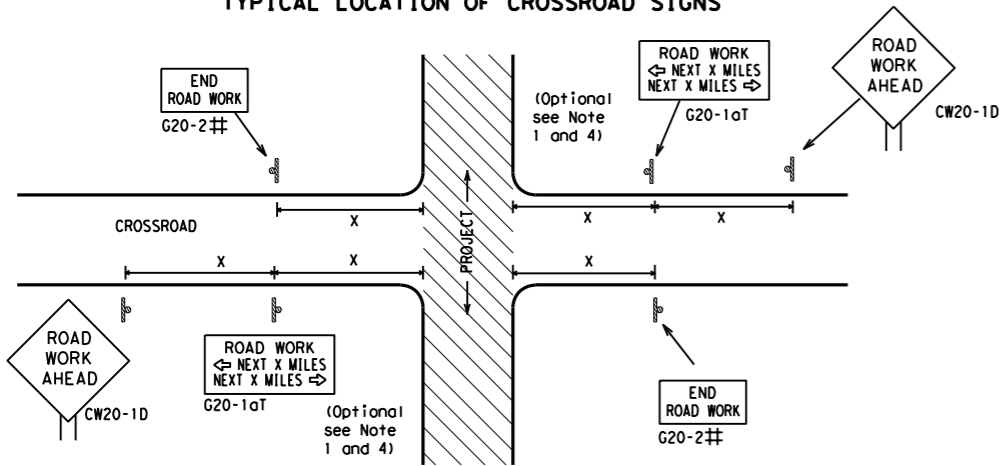 TYPICAL LOCATION OF CROSSROAD SIGNS
END
ROAD WORK
G20-2#
(Optional
see Note
1 and 4)
ROAD WORK
⇦ NEXT X MILES
NEXT X MILES ⇨
G20-1aT
ROAD
WORK
AHEAD
CW20-1D
CROSSROAD
X
X
X
PROJECT
X
X
X
ROAD
WORK
AHEAD
CW20-1D
ROAD WORK
⇦ NEXT X MILES
NEXT X MILES ⇨
G20-1aT
(Optional
see Note
1 and 4)
END
ROAD WORK
G20-2#